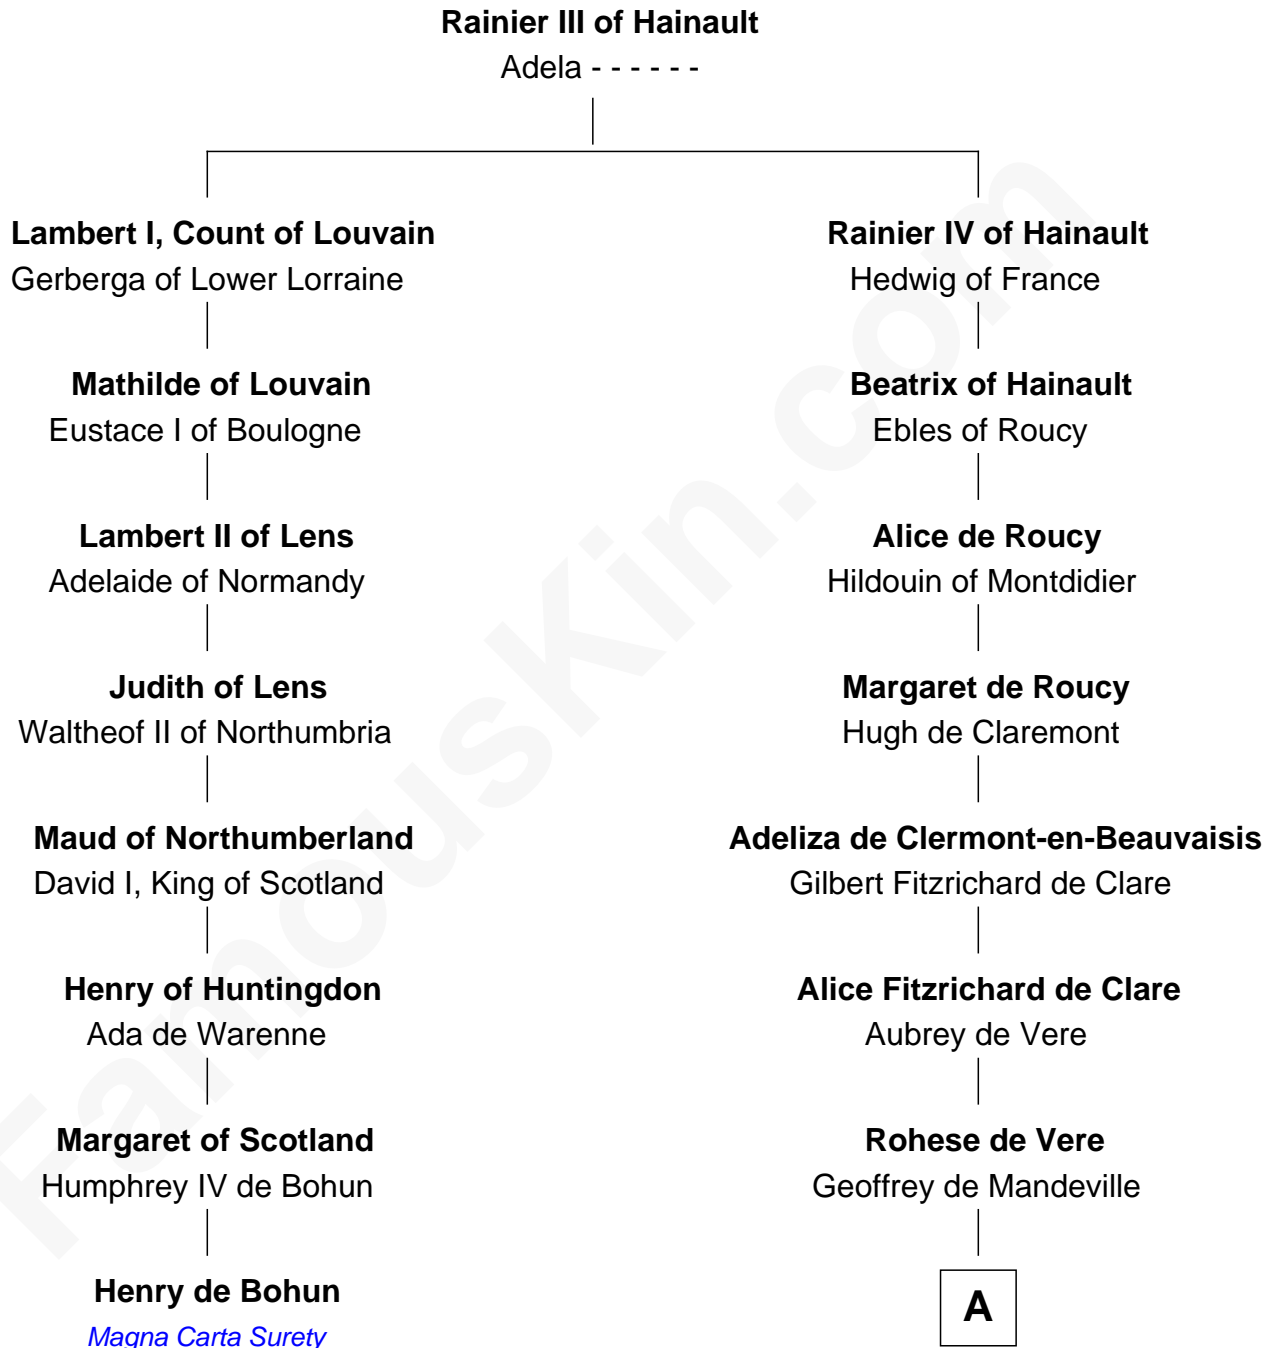 Rainier III of Hainault
Adela - - - - - -
Lambert I, Count of Louvain
Gerberga of Lower Lorraine
Mathilde of Louvain
Eustace I of Boulogne
Lambert II of Lens
Adelaide of Normandy
Judith of Lens
Waltheof II of Northumbria
Maud of Northumberland
David I, King of Scotland
Henry of Huntingdon
Ada de Warenne
Margaret of Scotland
Humphrey IV de Bohun
Henry de Bohun
Magna Carta Surety
Rainier IV of Hainault
Hedwig of France
Beatrix of Hainault
Ebles of Roucy
Alice de Roucy
Hildouin of Montdidier
Margaret de Roucy
Hugh de Claremont
Adeliza de Clermont-en-Beauvaisis
Gilbert Fitzrichard de Clare
Alice Fitzrichard de Clare
Aubrey de Vere
Rohese de Vere
Geoffrey de Mandeville
A
FamousKin.com